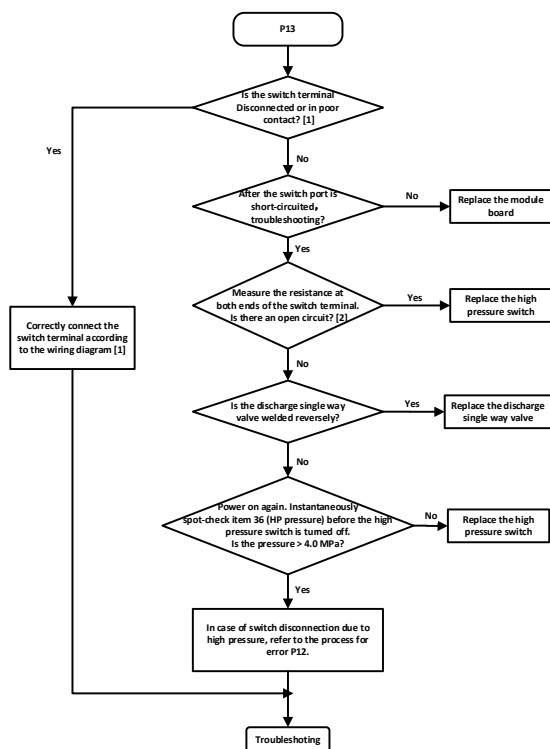 P13
Is the switch terminal
Disconnected or in poor
contact? [1]
Yes
No
After the switch port is
short-circuited,
troubleshooting?
No
Replace the module
board
Yes
Measure the resistance at
both ends of the switch terminal.
Is there an open circuit? [2]
Yes
Replace the high
pressure switch
Correctly connect the
switch terminal according
to the wiring diagram [1]
No
Is the discharge single way
valve welded reversely?
Yes
Replace the discharge
single way valve
No
Power on again. Instantaneously
spot-check item 36 (HP pressure) before the high
pressure switch is turned off.
Is the pressure > 4.0 MPa?
No
Replace the high
pressure switch
Yes
In case of switch disconnection due to
high pressure, refer to the process for
error P12.
Troubleshoting